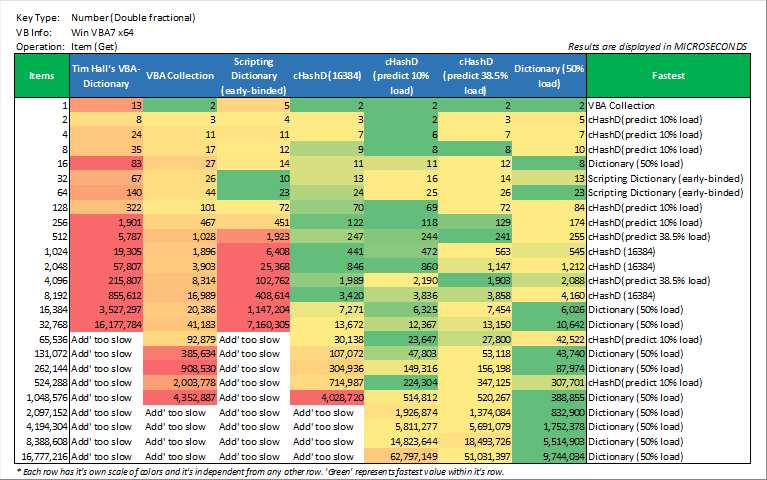 Key Type: Number (Double fractional)
VB Info: Win VBA7 x64
Operation: Item (Get) Results are displayed in MICROSECONDS
Items Tim Hall's VBA-Dictionary VBA Collection Scripting Dictionary (early-binded) cHashD (16384) cHashD (predict 10% load) cHashD (predict 38.5% load) Dictionary (50% load) Fastest
1 13 2 5 2 2 2 2 VBA Collection
2 8 3 4 3 2 3 5 cHashD(predict 10% load)
4 24 11 11 7 6 7 7 cHashD(predict 10% load)
8 35 17 12 9 8 8 10 cHashD(predict 10% load)
16 83 27 14 11 11 12 8 Dictionary (50% load)
32 67 26 10 13 16 14 13 Scripting Dictionary (early-binded)
64 140 44 23 24 25 26 23 Scripting Dictionary (early-binded)
128 322 101 72 70 69 72 84 cHashD(predict 10% load)
256 1,901 467 451 122 118 129 174 cHashD(predict 10% load)
512 5,787 1,028 1,923 247 244 241 255 cHashD(predict 38.5% load)
1,024 19,305 1,896 6,408 441 472 563 545 cHashD (16384)
2,048 57,807 3,903 25,368 846 860 1,147 1,212 cHashD (16384)
4,096 215,807 8,314 102,762 1,989 2,190 1,903 2,088 cHashD(predict 38.5% load)
8,192 855,612 16,989 408,614 3,420 3,836 3,858 4,160 cHashD (16384)
16,384 3,527,297 20,386 1,147,204 7,271 6,325 7,454 6,026 Dictionary (50% load)
32,768 16,177,784 41,183 7,160,305 13,672 12,367 13,150 10,642 Dictionary (50% load)
65,536 Add' too slow 92,879 Add' too slow 30,138 23,647 27,800 42,522 cHashD(predict 10% load)
131,072 Add' too slow 385,634 Add' too slow 107,072 47,803 53,118 43,740 Dictionary (50% load)
262,144 Add' too slow 908,530 Add' too slow 304,936 149,316 156,198 87,974 Dictionary (50% load)
524,288 Add' too slow 2,003,778 Add' too slow 714,987 224,304 347,125 307,701 cHashD(predict 10% load)
1,048,576 Add' too slow 4,352,887 Add' too slow 4,028,720 514,812 520,267 388,855 Dictionary (50% load)
2,097,152 Add' too slow Add' too slow Add' too slow Add' too slow 1,926,874 1,374,084 832,900 Dictionary (50% load)
4,194,304 Add' too slow Add' too slow Add' too slow Add' too slow 5,811,277 5,691,079 1,752,378 Dictionary (50% load)
8,388,608 Add' too slow Add' too slow Add' too slow Add' too slow 14,823,644 18,493,726 5,514,903 Dictionary (50% load)
16,777,216 Add' too slow Add' too slow Add' too slow Add' too slow 62,797,149 51,031,397 9,744,034 Dictionary (50% load)
* Each row has it's own scale of colors and it's independent from any other row. 'Green' represents fastest value within it's row.